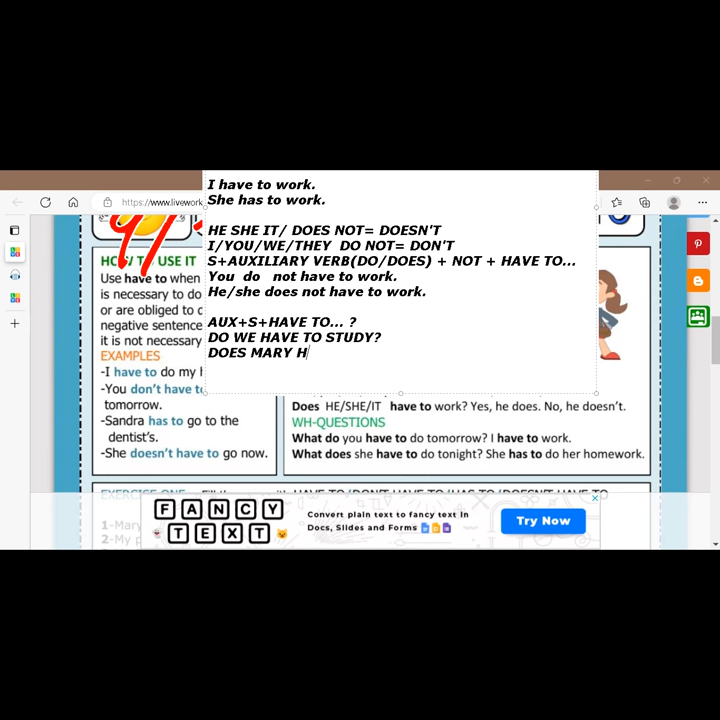 https://www.livework
I have to work.
She has to work.
HE SHE IT/ DOES NOT= DOESN'T
I/YOU/WE/THEY DO NOT= DON'T
S+AUXILIARY VERB(DO/DOES) + NOT + HAVE TO...
You do not have to work.
He/she does not have to work.
AUX+S+HAVE TO... ?
DO WE HAVE TO STUDY?
DOES MARY H
TO USE IT
Use have to when
is necessary to do
or are obliged to d
negative sentence
it is not necessary
EXAMPLES
-I have to do my h
-You don't have to
tomorrow.
-Sandra has to go to the
dentist's.
-She doesn't have to go now.
Does HE/SHE/IT have to work? Yes, he does. No, he doesn't.
WH-QUESTIONS
What do you have to do tomorrow? I have to work.
What does she have to do tonight? She has to do her homework.
1-Mary
2-My p
FANCY
TEXT
Convert plain text to fancy text in
Docs, Slides and Forms
Try Now